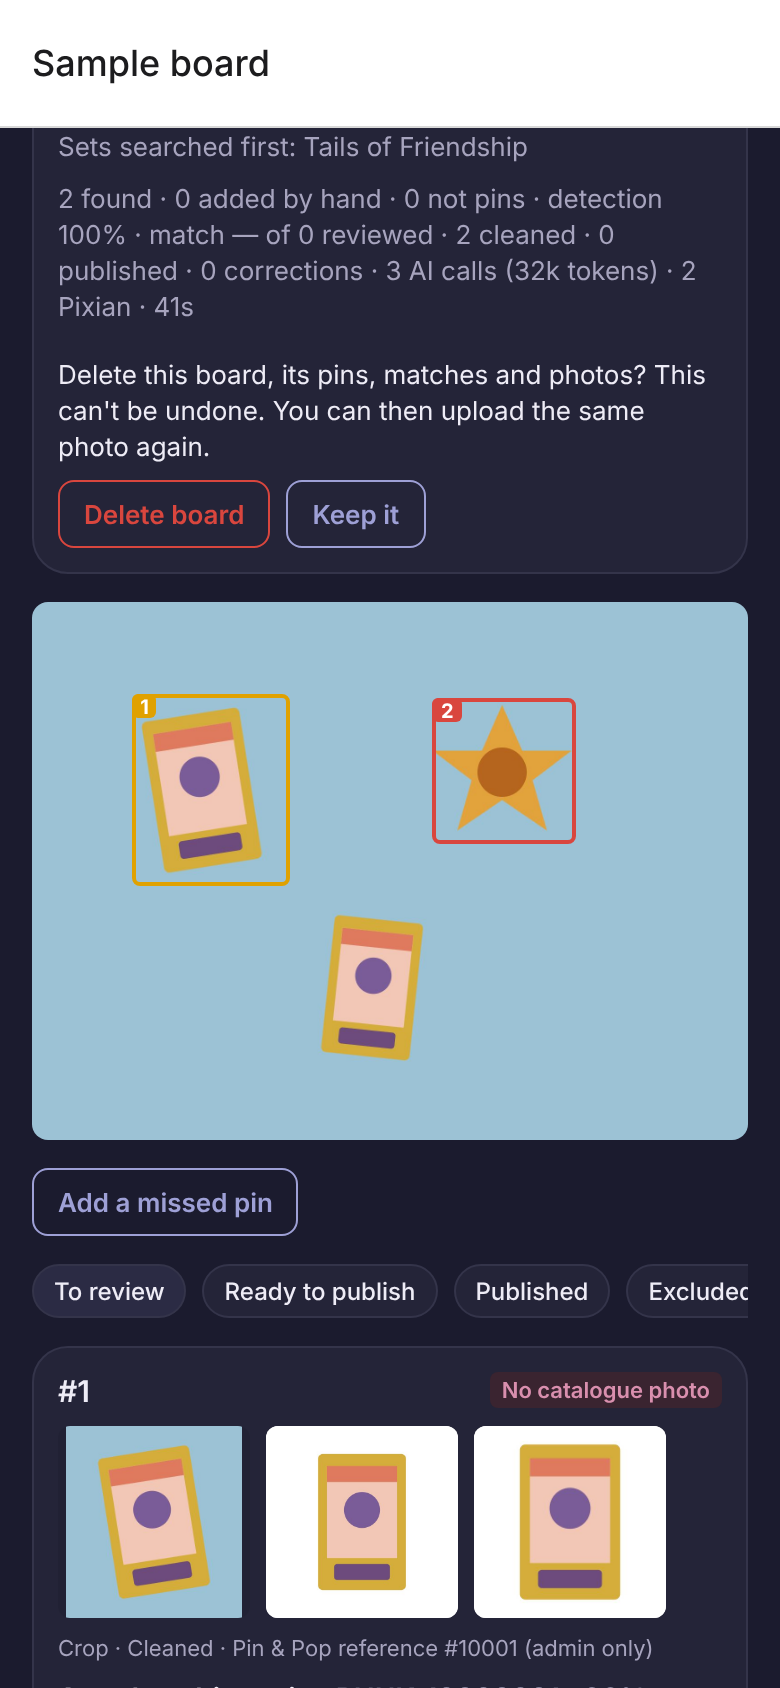 Sample board
Sets searched first: Tails of Friendship
2 found · 0 added by hand · 0 not pins · detection
100% · match — of 0 reviewed · 2 cleaned · 0
published · 0 corrections · 3 AI calls (32k tokens) · 2
Pixian · 41s
Delete this board, its pins, matches and photos? This
can't be undone. You can then upload the same
photo again.
Delete board
Keep it
1
2
Add a missed pin
To review
Ready to publish
Published
Excluded
#1
No catalogue photo
Crop · Cleaned · Pin & Pop reference #10001 (admin only)